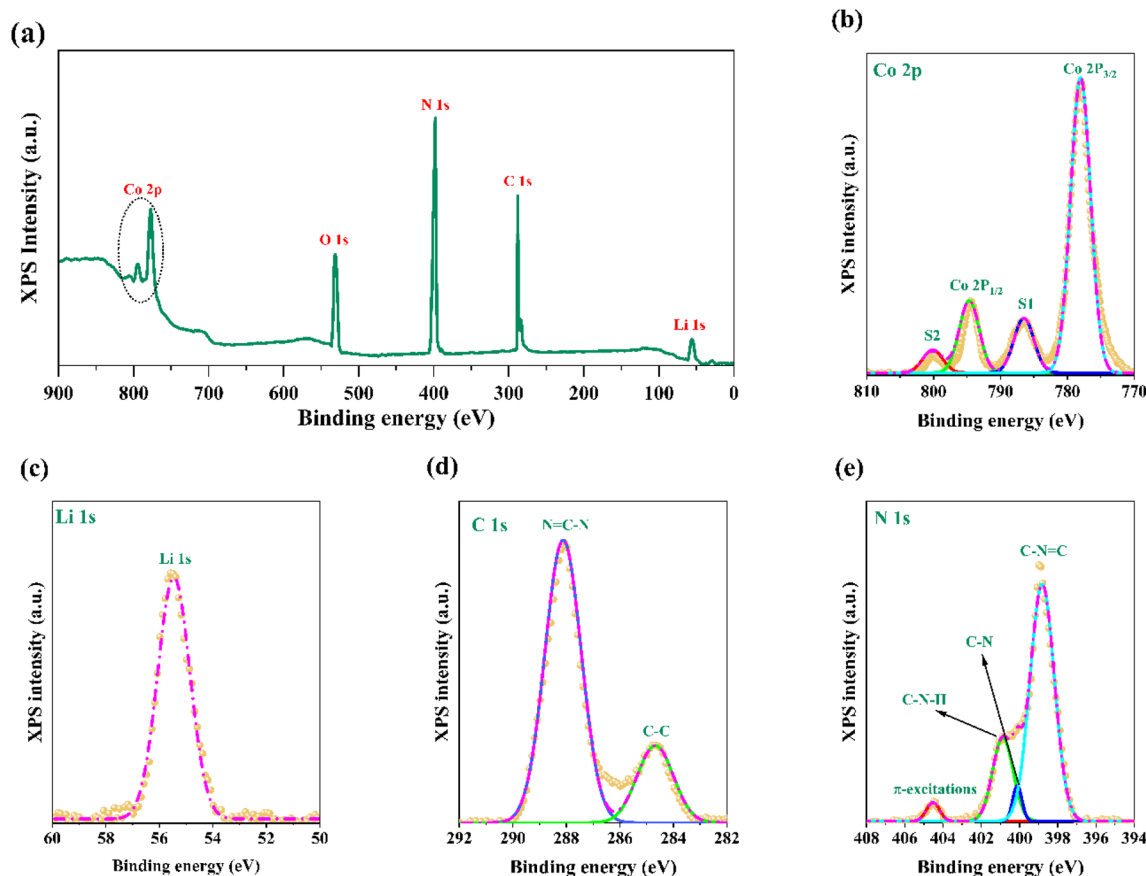 (a)
XPS Intensity (a.u.)
Co 2p
O 1s
N 1s
C 1s
Li 1s
900 800 700 600 500 400 300 200 100 0
Binding energy (eV)
(b)
XPS intensity (a.u.)
Co 2p
Co 2P3/2
Co 2P1/2
S1
S2
810 800 790 780 770
Binding energy (eV)
(c)
XPS intensity (a.u.)
Li 1s
Li 1s
60 58 56 54 52 50
Binding energy (eV)
(d)
XPS intensity (a.u.)
C 1s
N=C-N
C-C
292 290 288 286 284 282
Binding energy (eV)
(e)
XPS intensity (a.u.)
N 1s
C-N=C
C-N
C-N-H
π-excitations
408 406 404 402 400 398 396 394
Binding energy (eV)